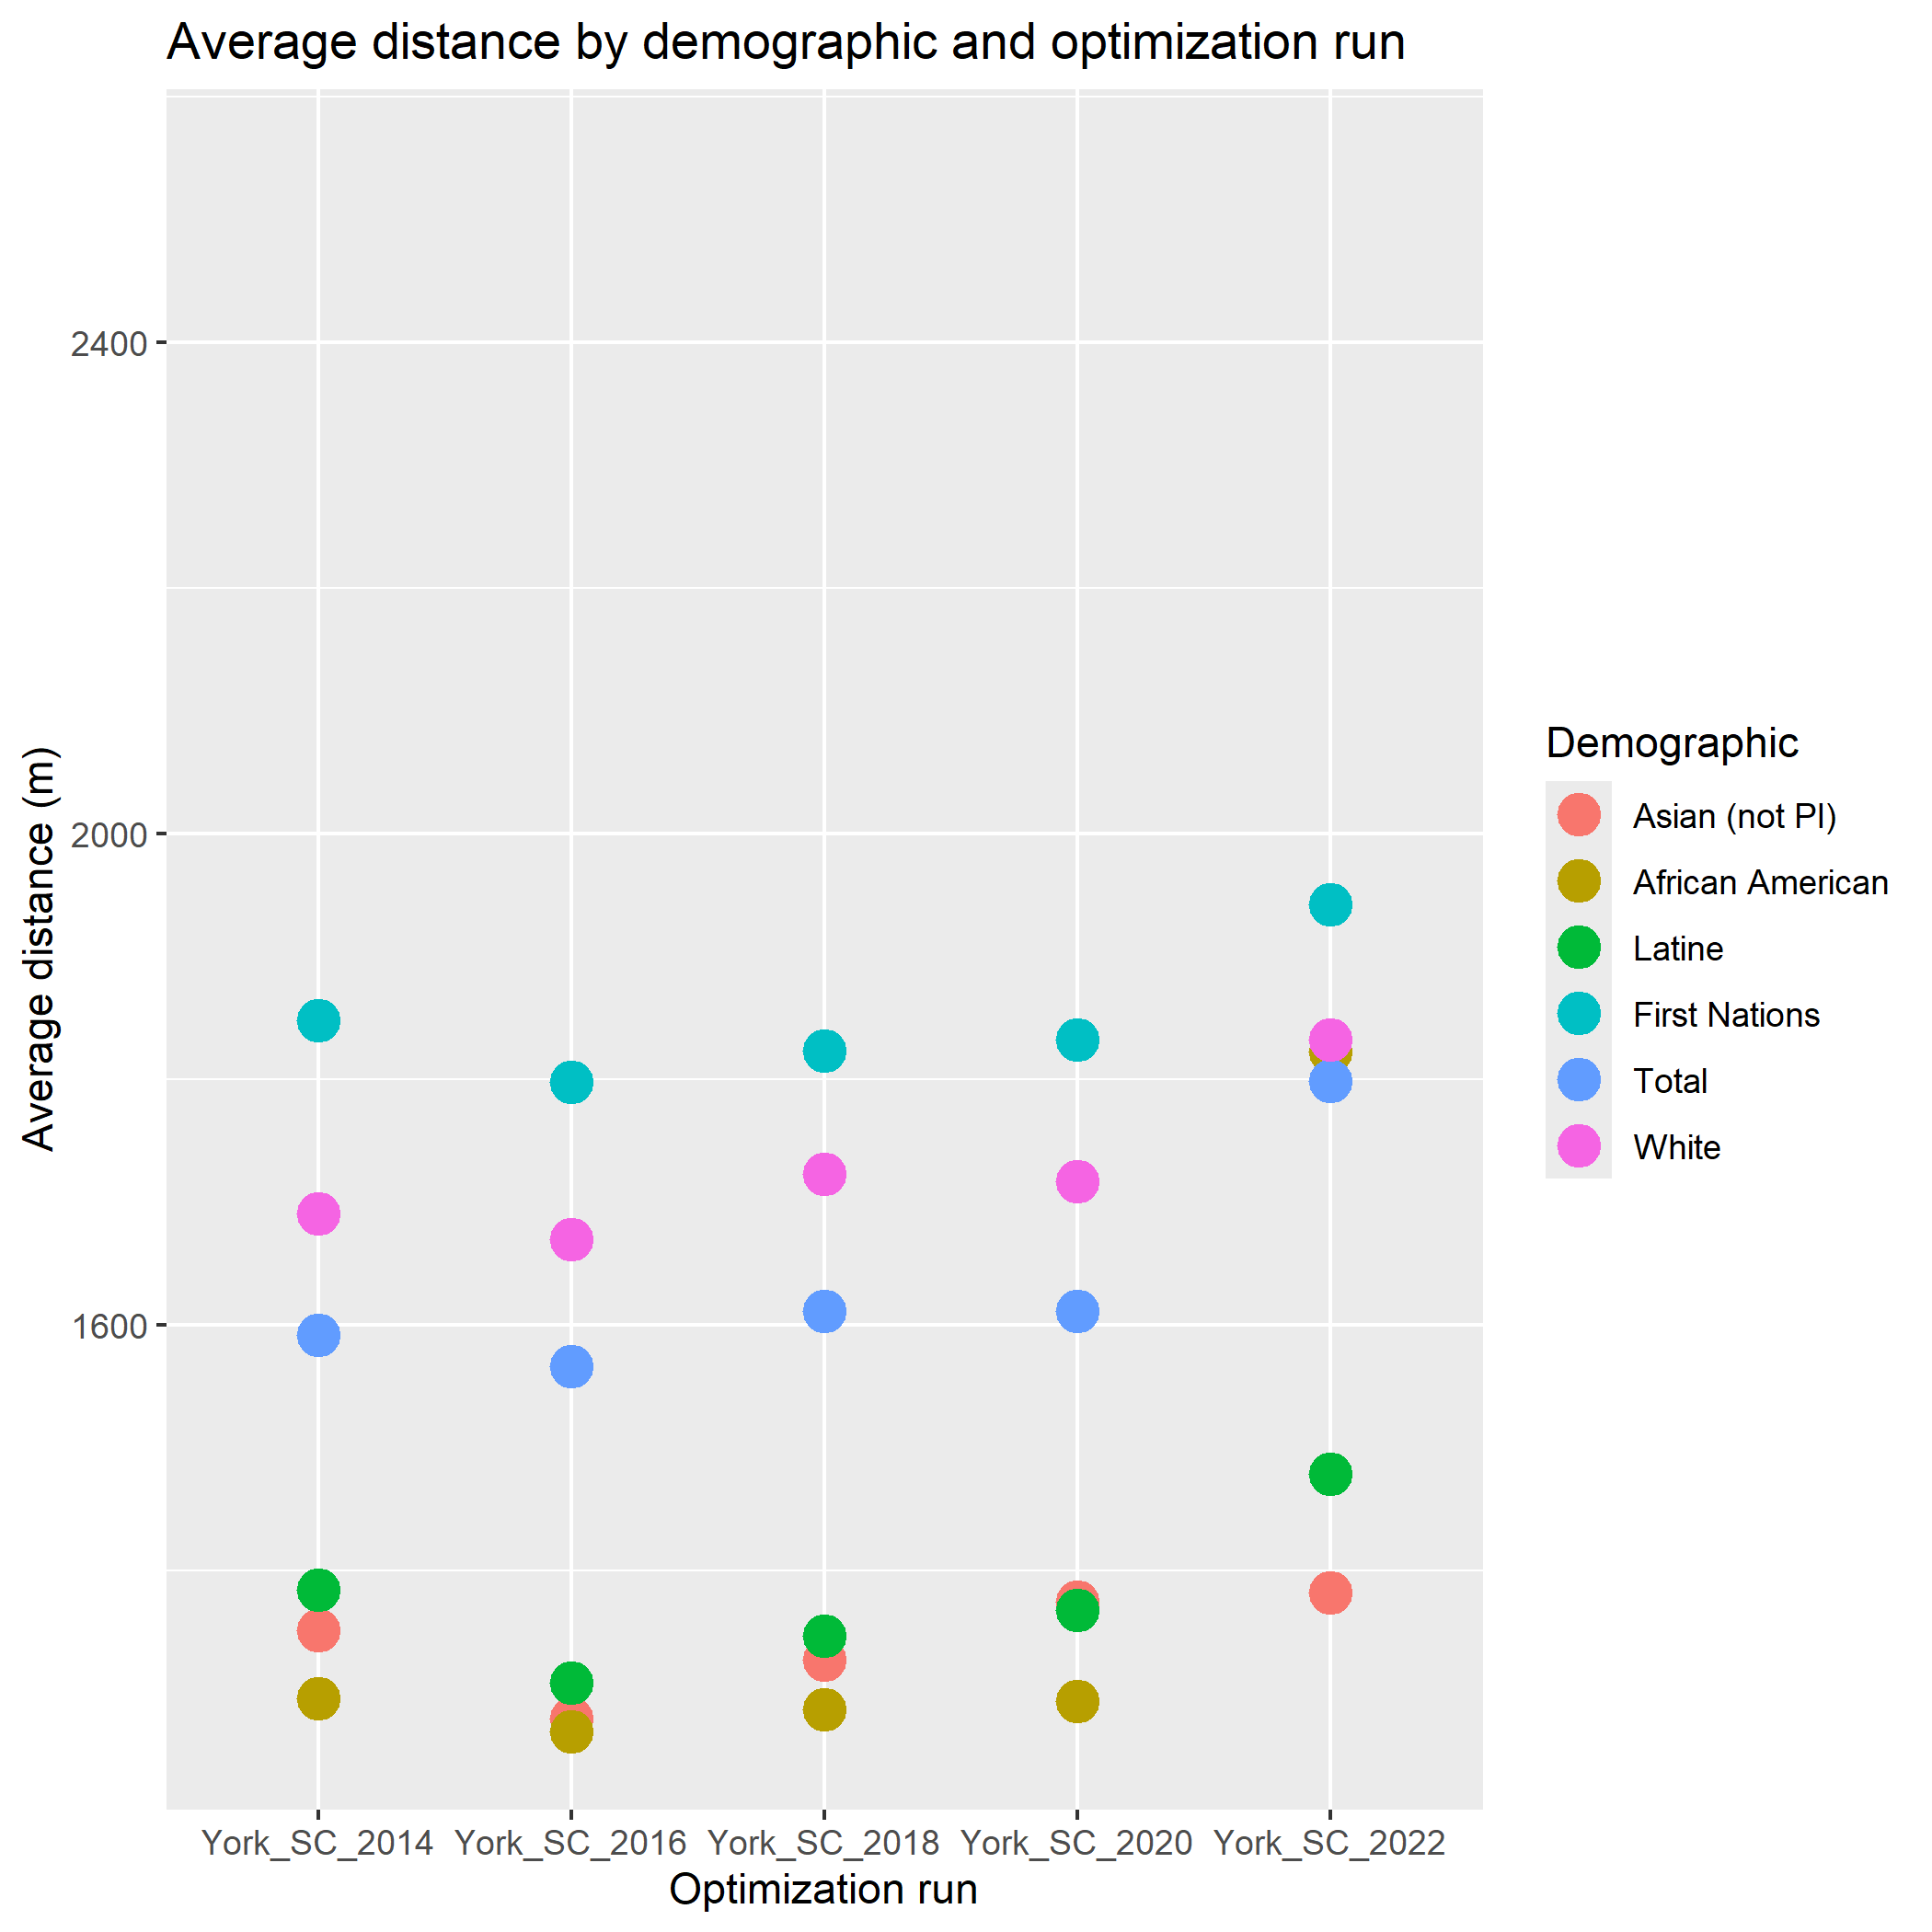 Average distance by demographic and optimization run
Average distance (m)
2400
2000
1600
York_SC_2014 York_SC_2016 York_SC_2018 York_SC_2020 York_SC_2022
Optimization run
Demographic
Asian (not PI)
African American
Latine
First Nations
Total
White